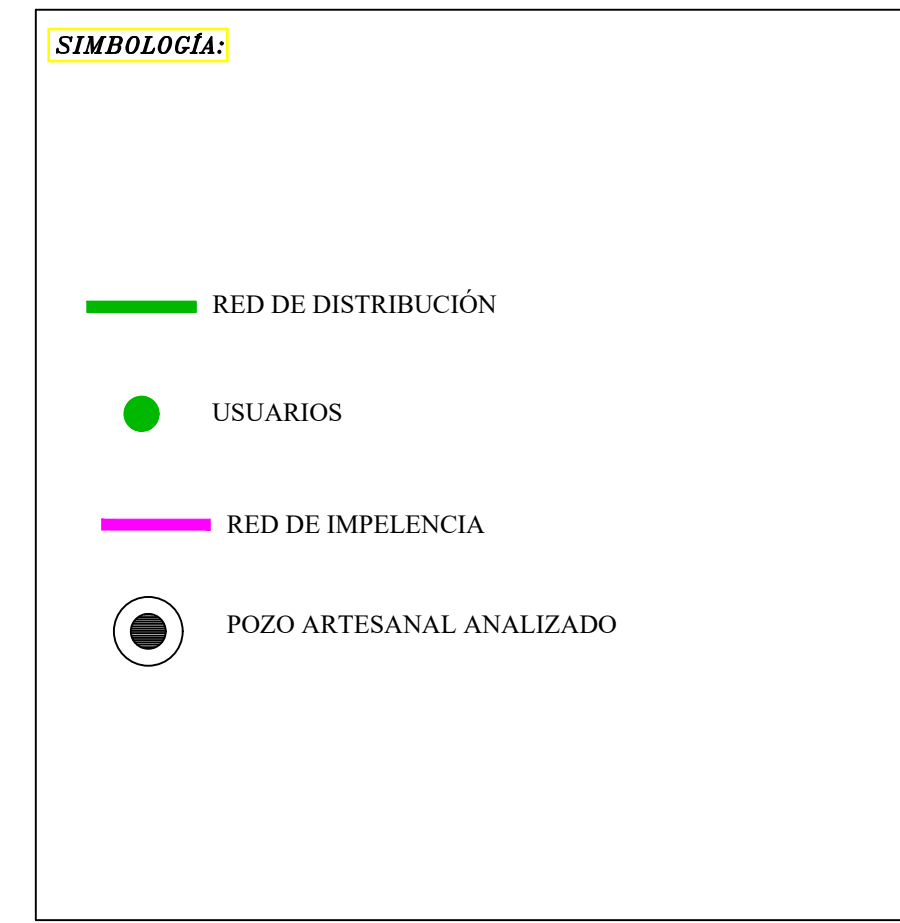 SIMBOLOGÍA:
RED DE DISTRIBUCIÓN
USUARIOS
RED DE IMPELENCIA
POZO ARTESANAL ANALIZADO